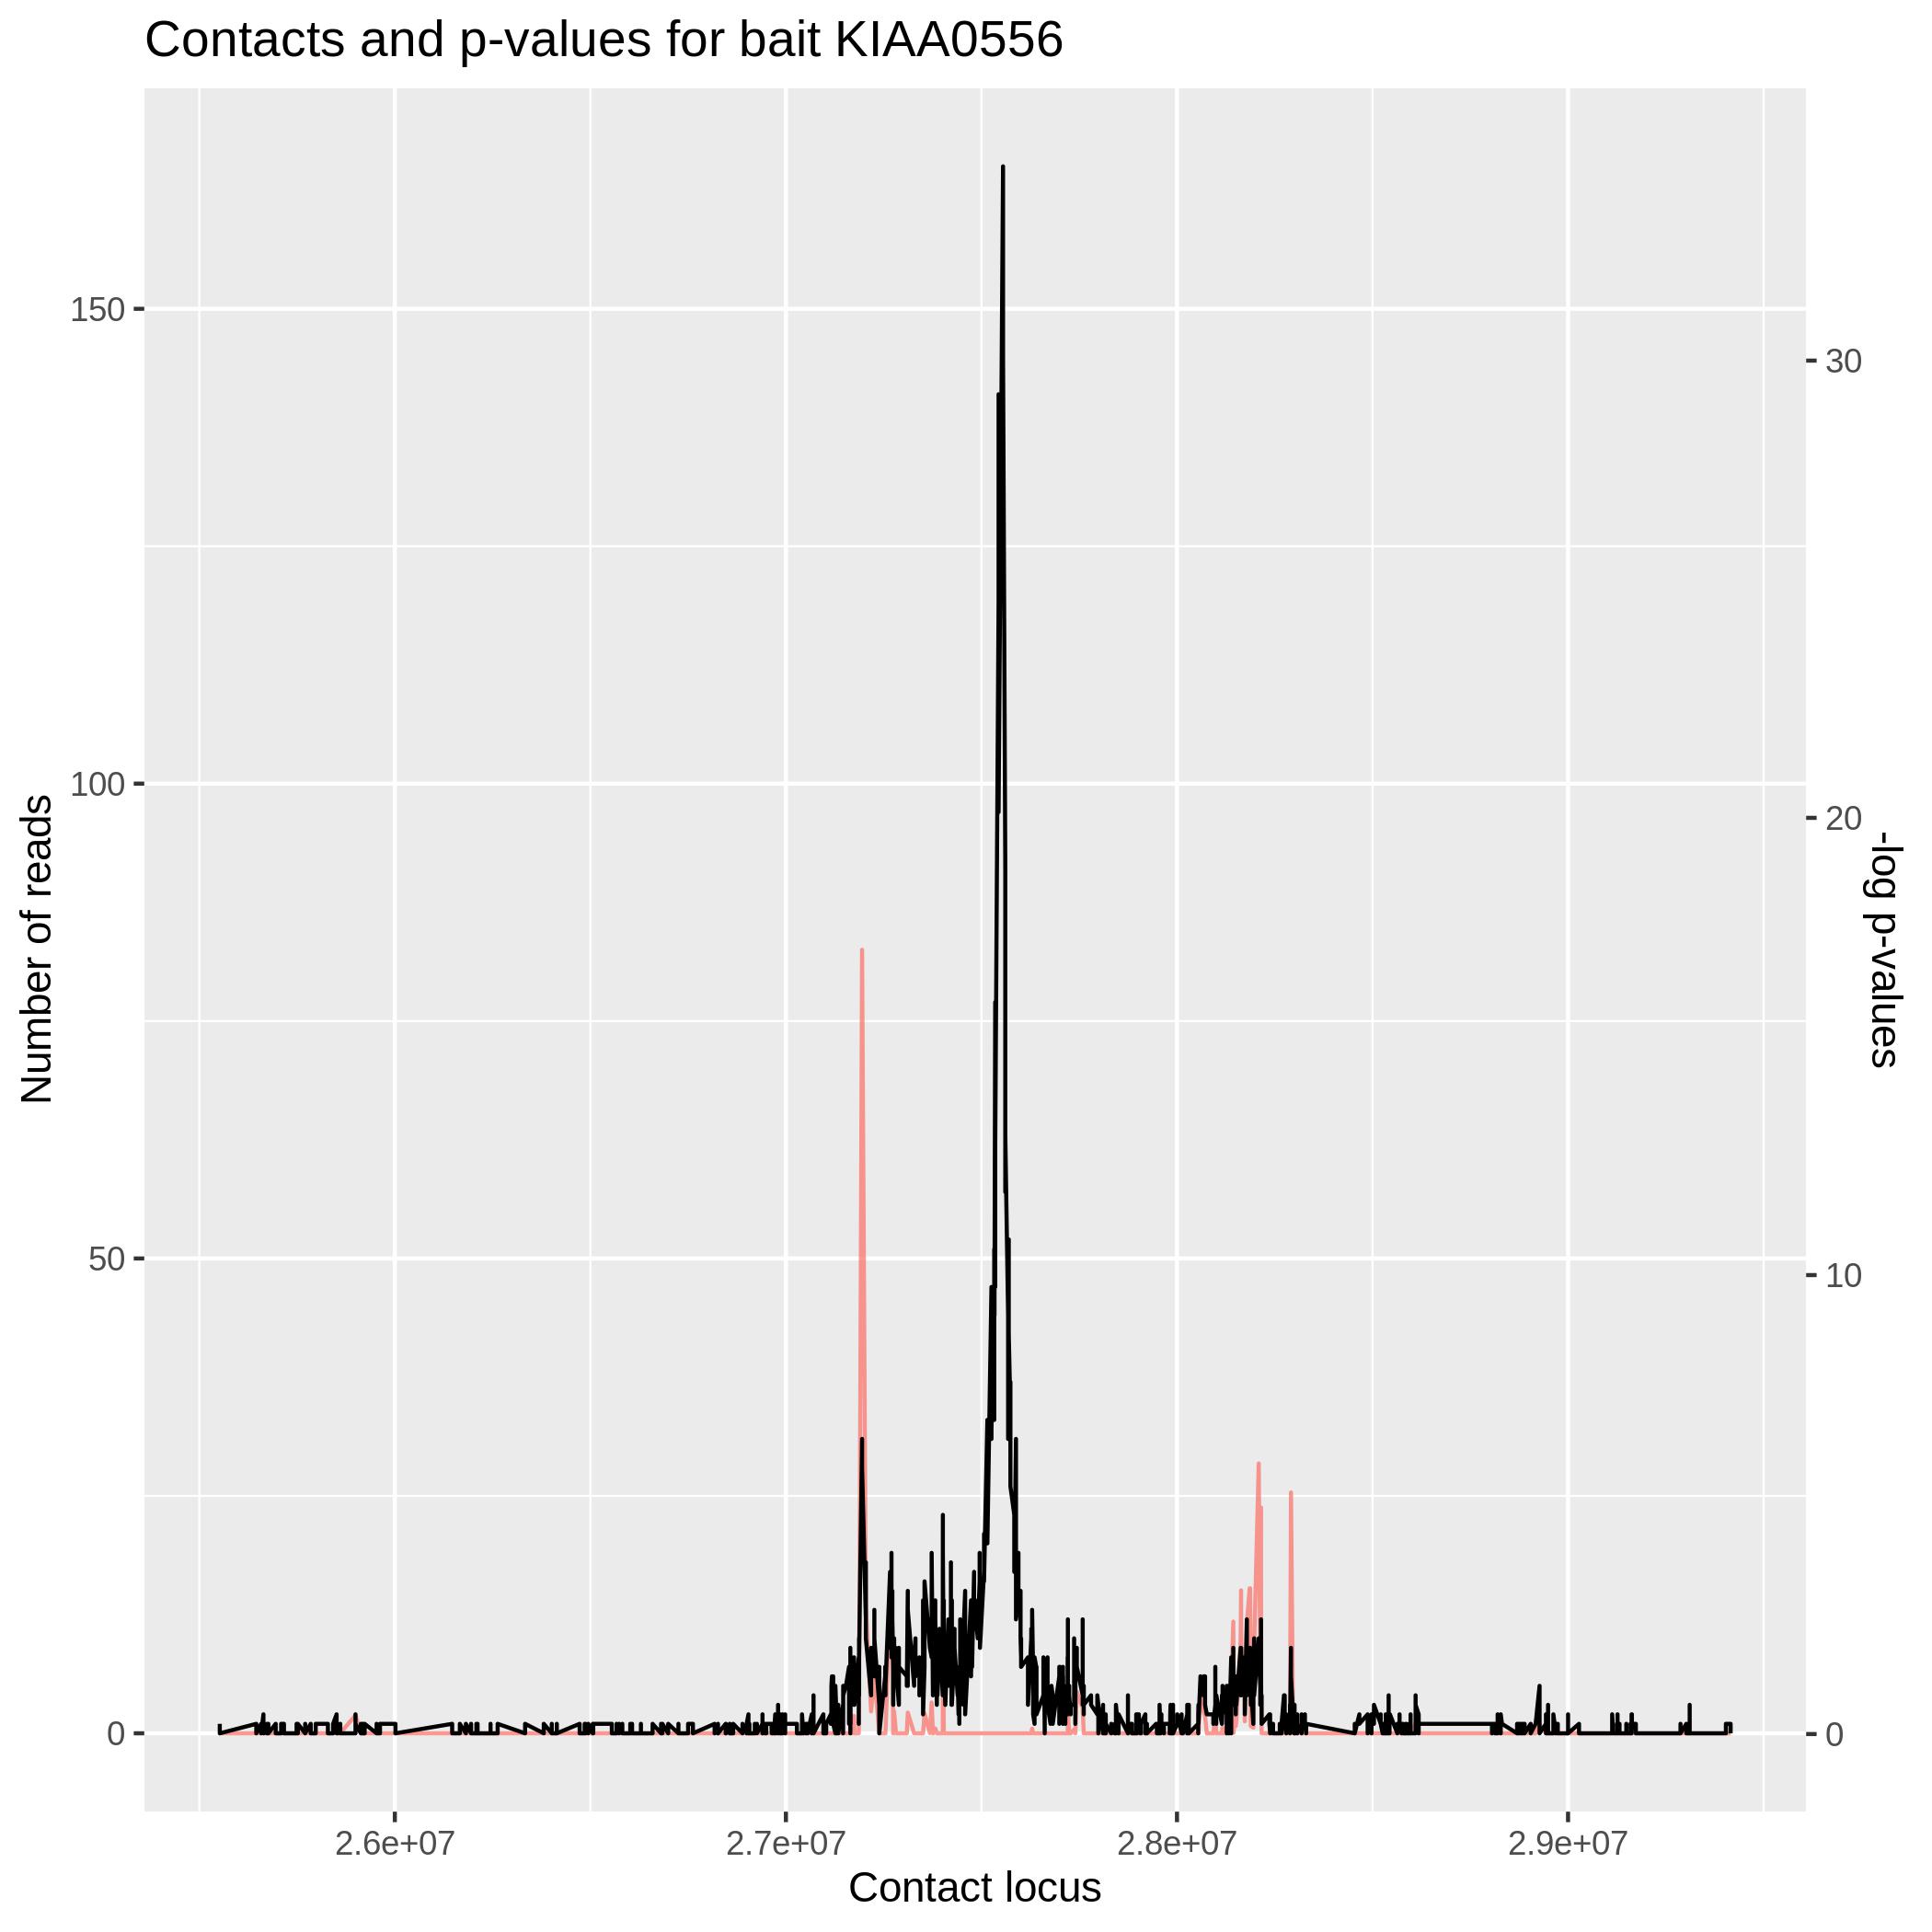 Contacts and p-values for bait KIAA0556
150
100
50
0
30
20
10
0
Number of reads
-log p-values
2.6e+07
2.7e+07
2.8e+07
2.9e+07
Contact locus